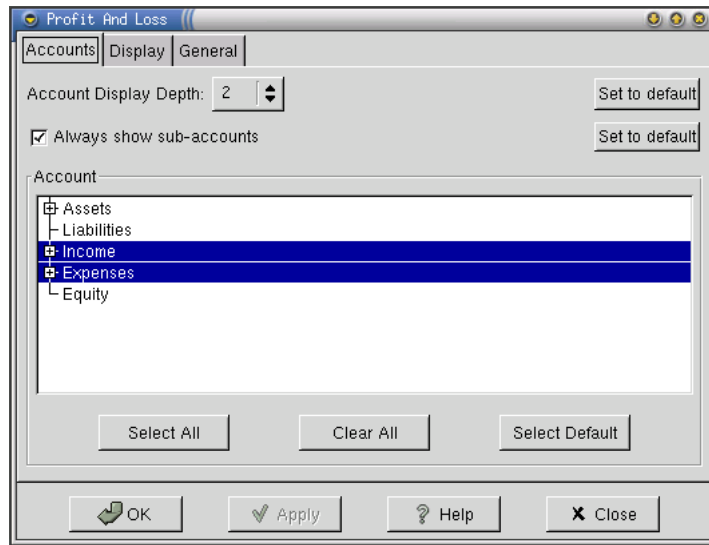 Profit And Loss
Accounts Display General
Account Display Depth: 2 Set to default
Always show sub-accounts Set to default
Account
Assets
Liabilities
Income
Expenses
Equity
Select All Clear All Select Default
OK Apply Help Close